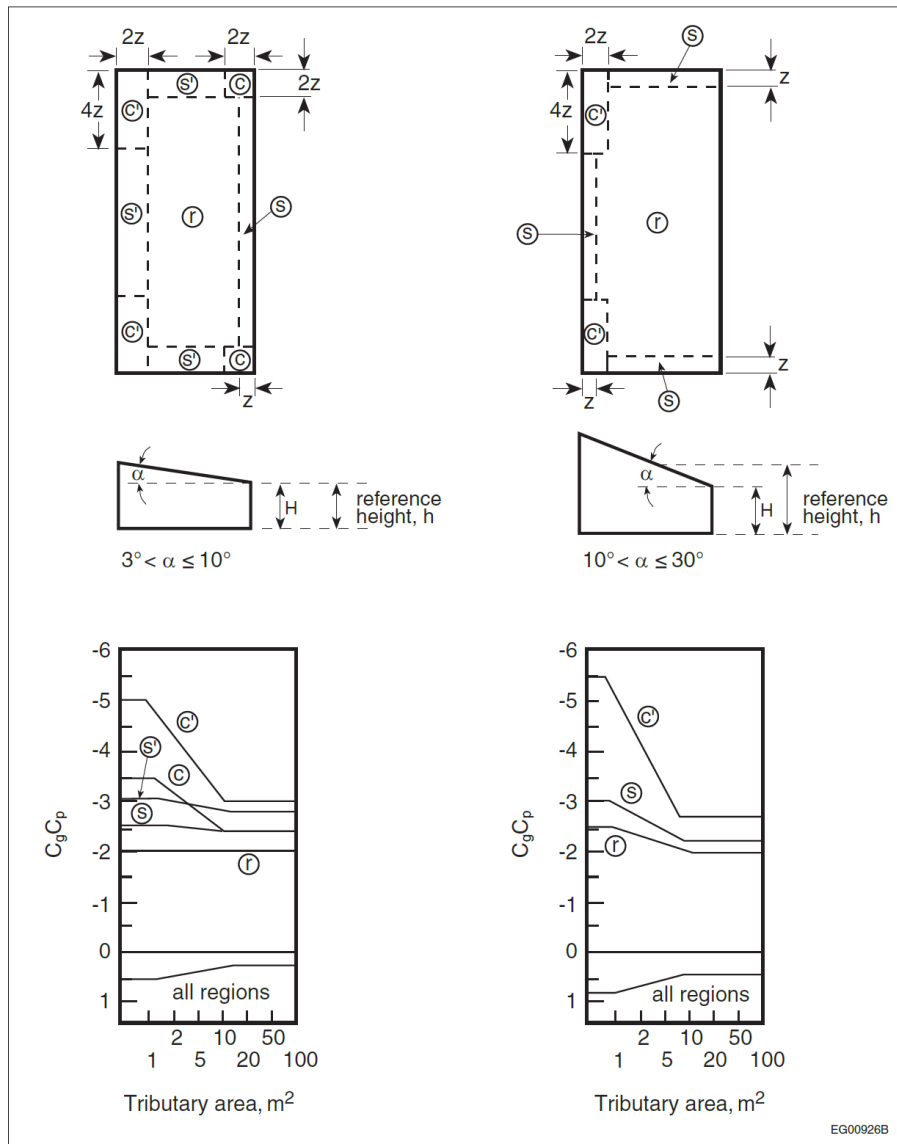 2z 2z
s' c 2z
4z
c'
s' r s
c'
s' c
z
α
H
reference
height, h
3° < α ≤ 10°
2z s
z
4z
c'
s r
c'
z
z
s
α
H
reference
height, h
10° < α ≤ 30°
-6
-5
-4
-3
-2
-1
0
1
CgCp
c'
s'
c
s
r
all regions
2 10 50
1 5 20 100
Tributary area, m²
-6
-5
-4
-3
-2
-1
0
1
CgCp
c'
s
r
all regions
2 10 50
1 5 20 100
Tributary area, m²
EG00926B